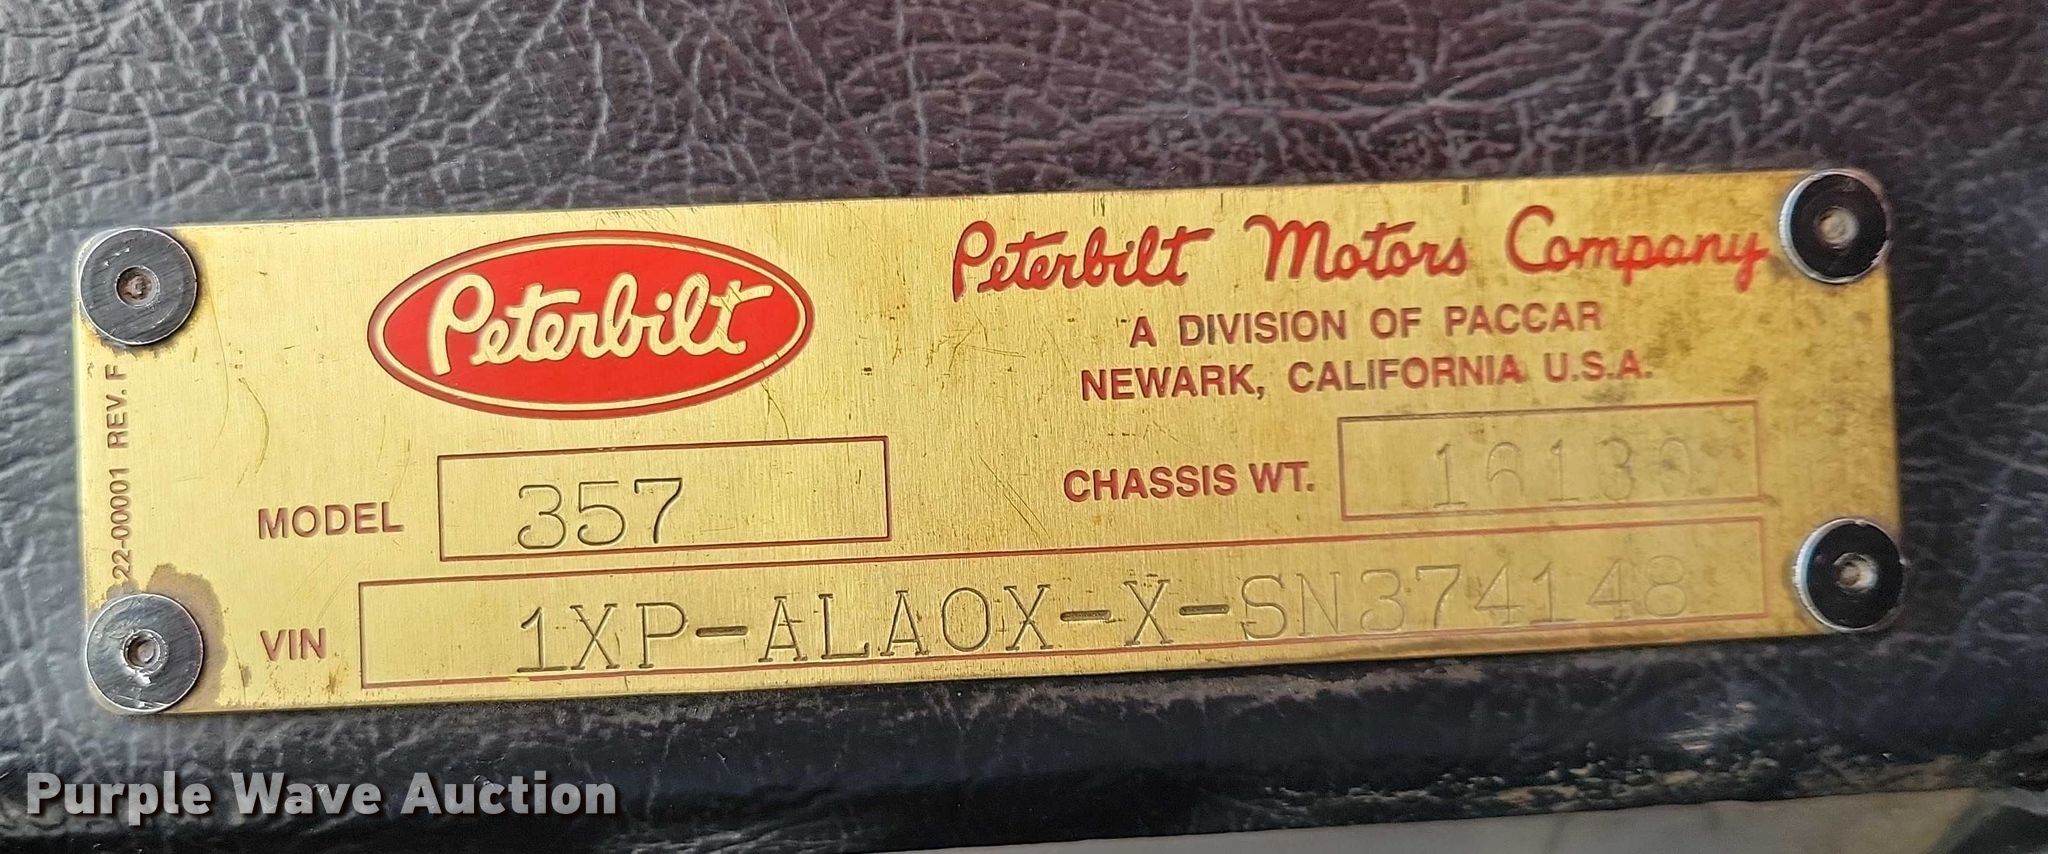 Peterbilt
Peterbilt Motors Company
A DIVISION OF PACCAR
NEWARK, CALIFORNIA U.S.A.
22-00001 REV. F
MODEL 357
CHASSIS WT. 16130
VIN 1XP-ALA0X-X-SN374148
Purple Wave Auction